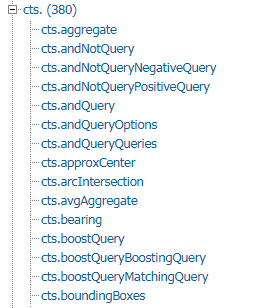 cts. (380)
cts.aggregate
cts.andNotQuery
cts.andNotQueryNegativeQuery
cts.andNotQueryPositiveQuery
cts.andQuery
cts.andQueryOptions
cts.andQueryQueries
cts.approxCenter
cts.arcIntersection
cts.avgAggregate
cts.bearing
cts.boostQuery
cts.boostQueryBoostingQuery
cts.boostQueryMatchingQuery
cts.boundingBoxes